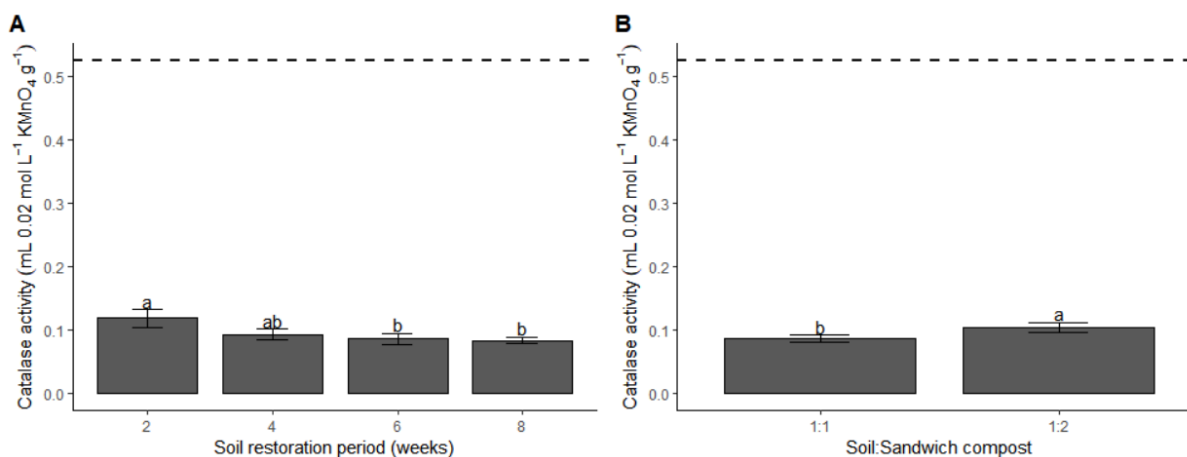 A
Catalase activity (mL 0.02 mol L⁻¹ KMnO₄ g⁻¹)
0.5
0.4
0.3
0.2
0.1
0.0
a
ab
b
b
2
4
6
8
Soil restoration period (weeks)
B
Catalase activity (mL 0.02 mol L⁻¹ KMnO₄ g⁻¹)
0.5
0.4
0.3
0.2
0.1
0.0
b
a
1:1
1:2
Soil:Sandwich compost